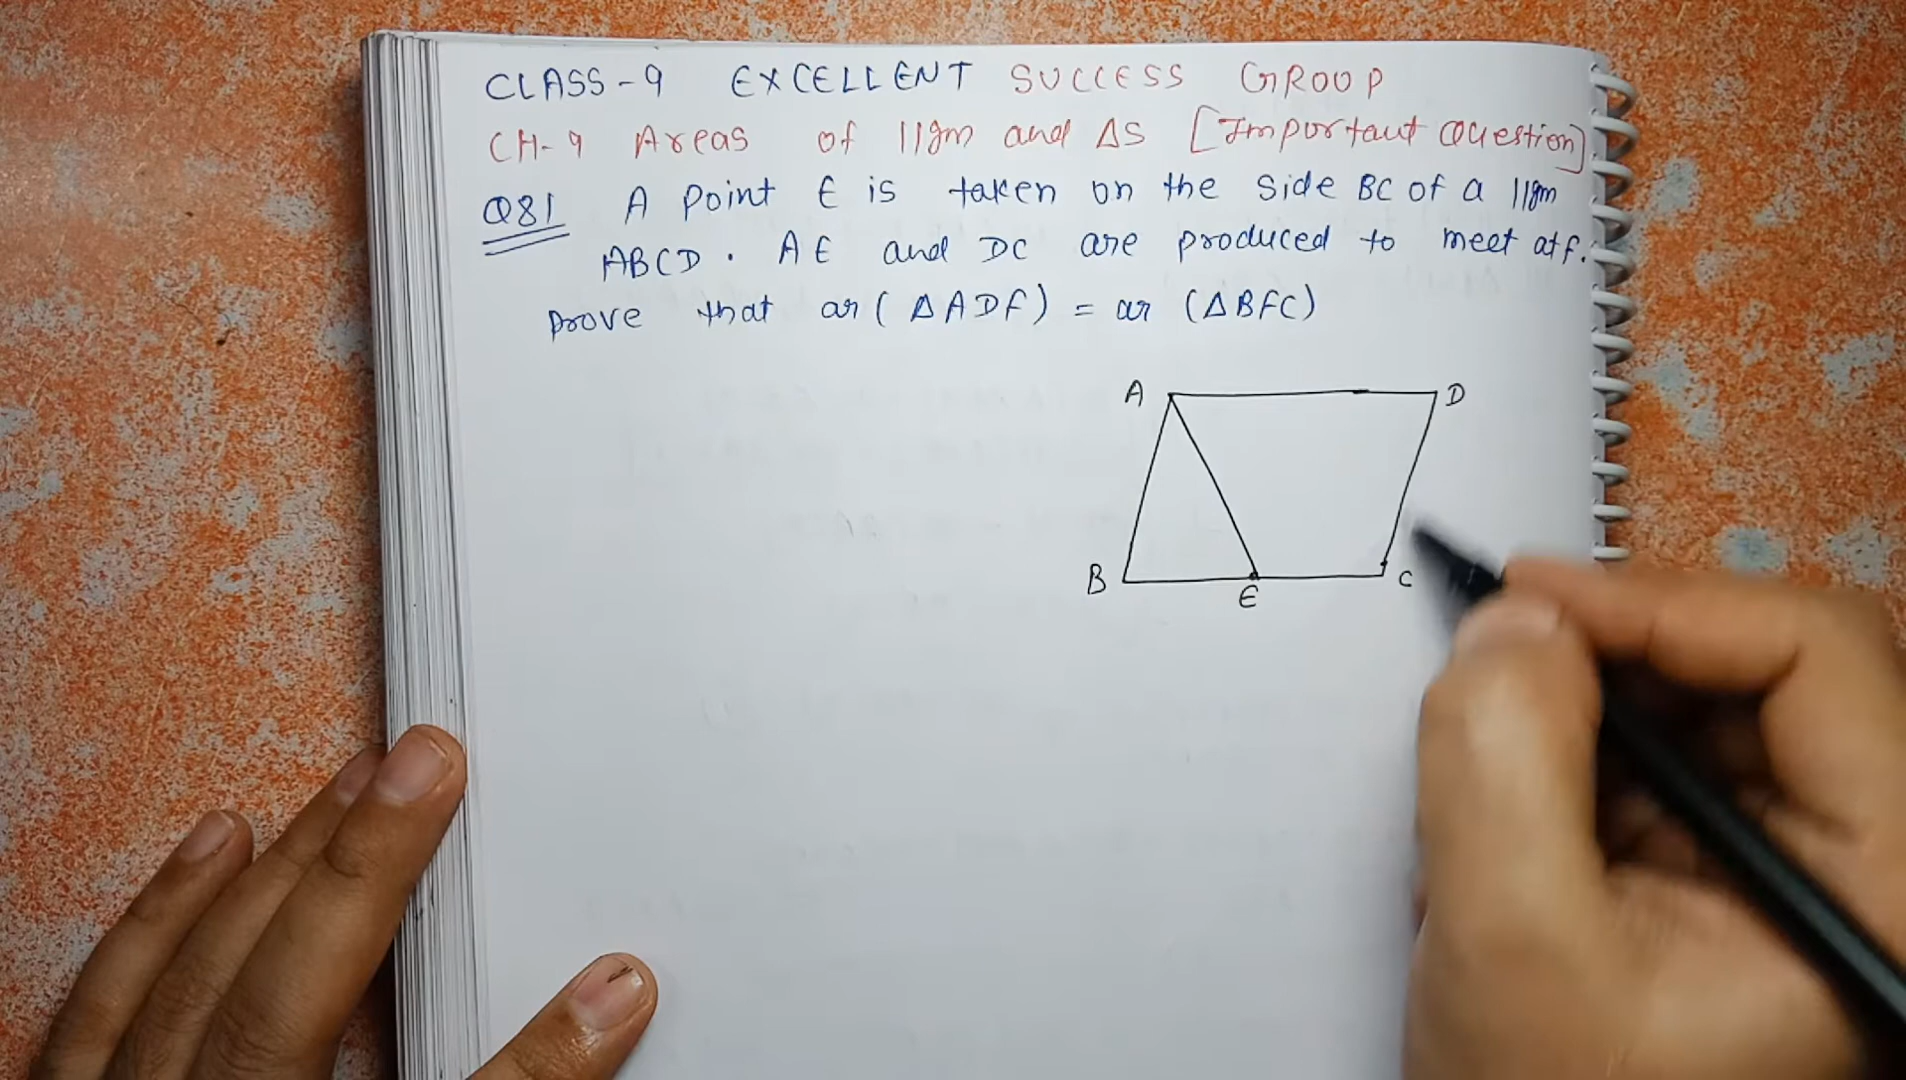 CLASS-9 EXCELLENT SUCCESS GROUP
CH-9 Areas of ||gm and ΔS [Important Question]
Q81 A Point E is taken on the side BC of a ||gm
ABCD. AE and DC are produced to meet at f.
prove that ar (ΔADF) = ar (ΔBFC)
A D
B E C